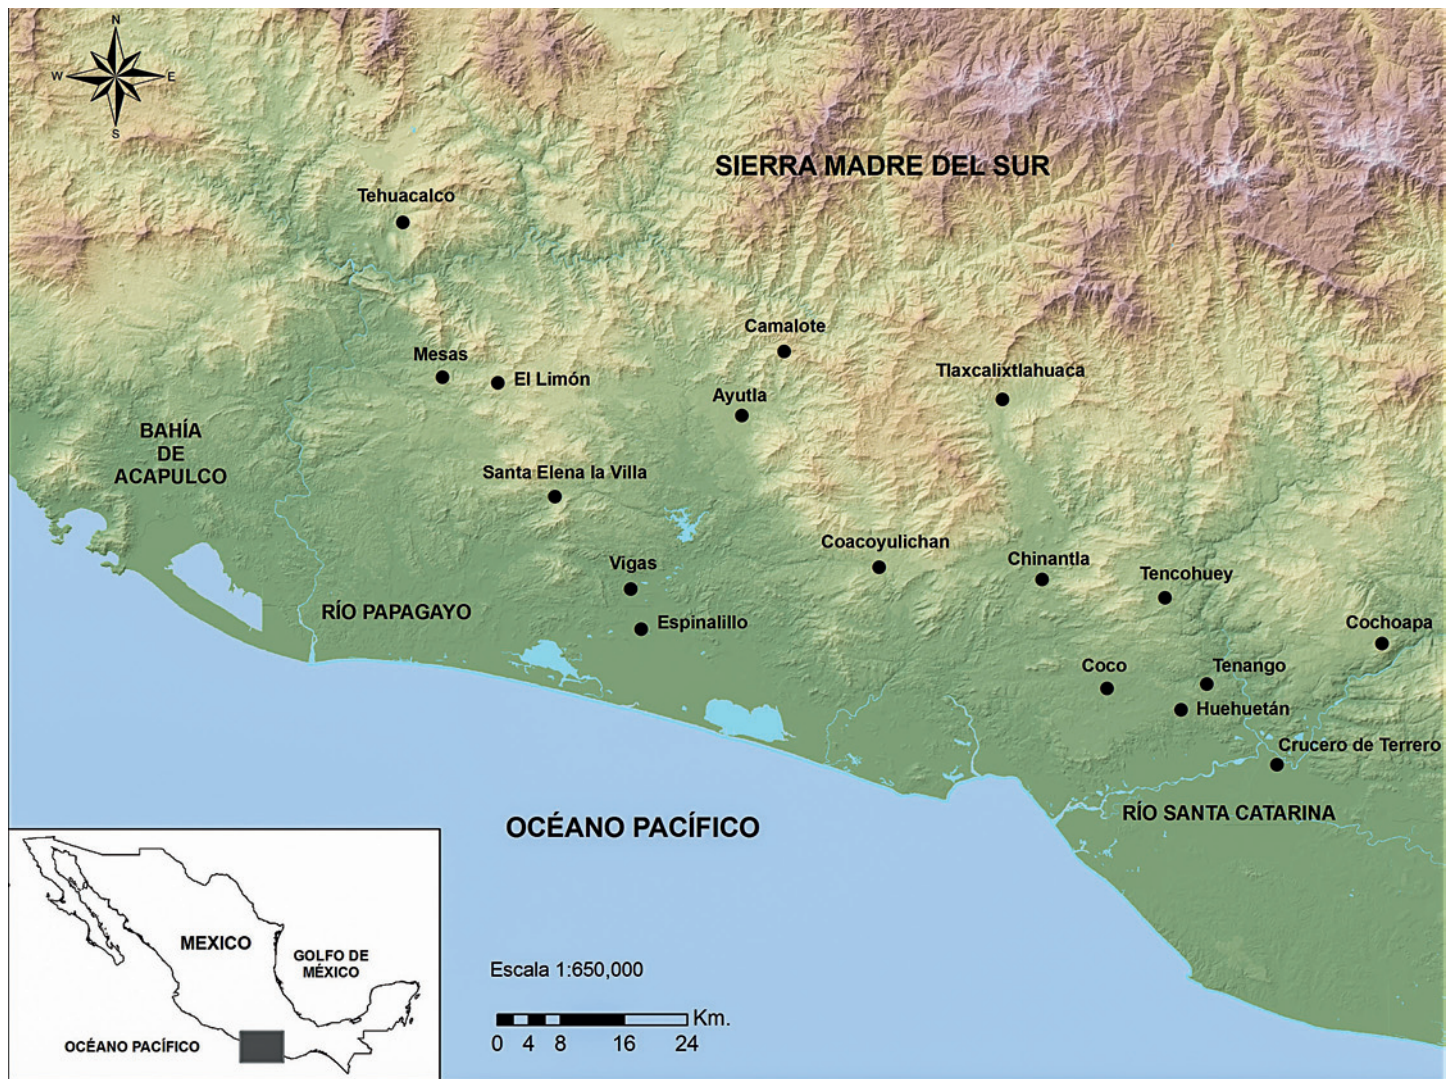 N
W
E
S
SIERRA MADRE DEL SUR
Tehuacalco
Camalote
Mesas
El Limón
Tlaxcalixtlahuaca
Ayutla
BAHÍA
DE
ACAPULCO
Santa Elena la Villa
Coacoyulichan
Chinantla
Vigas
Tencohuey
RÍO PAPAGAYO
Espinalillo
Cochoapa
Coco
Tenango
Huehuetán
Crucero de Terrero
RÍO SANTA CATARINA
OCÉANO PACÍFICO
MEXICO
GOLFO DE
MÉXICO
OCÉANO PACÍFICO
Escala 1:650,000
Km.
0 4 8 16 24